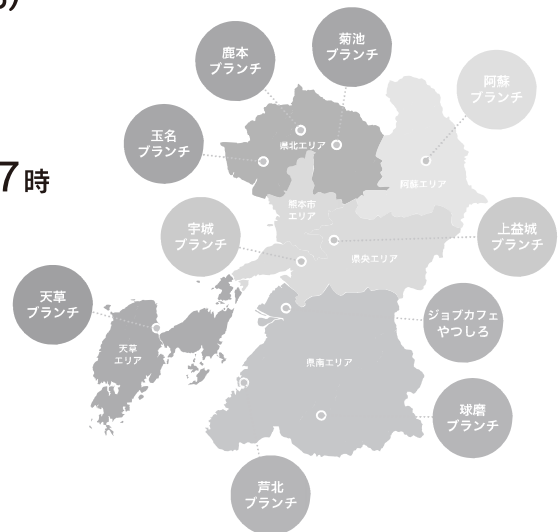 菊池
ブランチ
鹿本
ブランチ
阿蘇
ブランチ
玉名
ブランチ
県北エリア
7時
阿蘇エリア
熊本市
エリア
宇城
ブランチ
上益城
ブランチ
県央エリア
天草
ブランチ
ジョブカフェ
やつしろ
天草
エリア
県南エリア
球磨
ブランチ
芦北
ブランチ